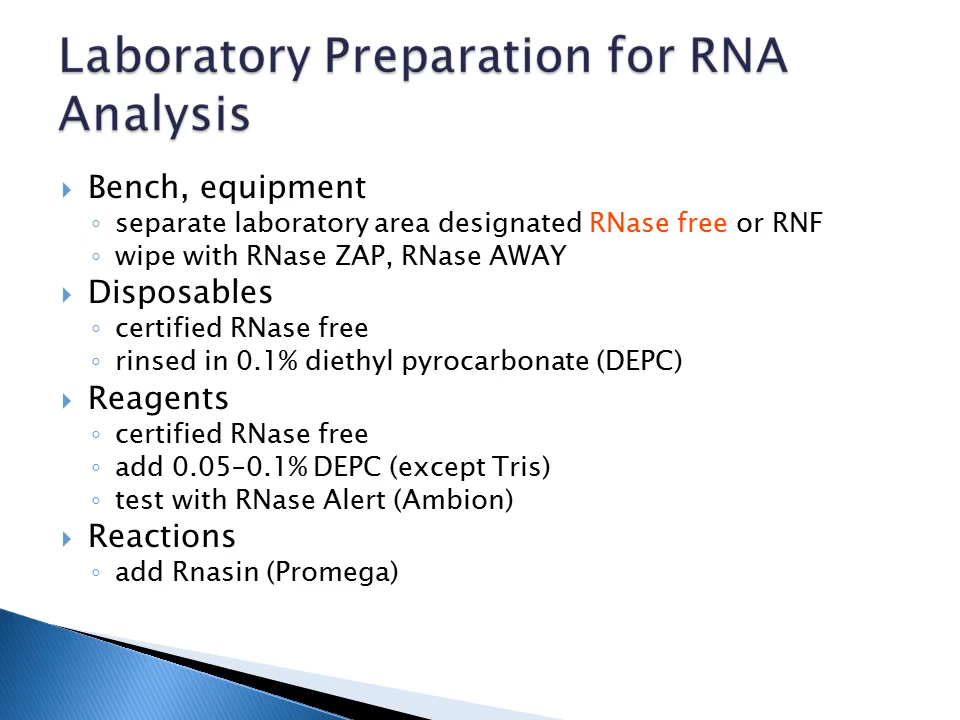 Laboratory Preparation for RNA
Analysis
Bench, equipment
separate laboratory area designated RNase free or RNF
wipe with RNase ZAP, RNase AWAY
Disposables
certified RNase free
rinsed in 0.1% diethyl pyrocarbonate (DEPC)
Reagents
certified RNase free
add 0.05–0.1% DEPC (except Tris)
test with RNase Alert (Ambion)
Reactions
add Rnasin (Promega)